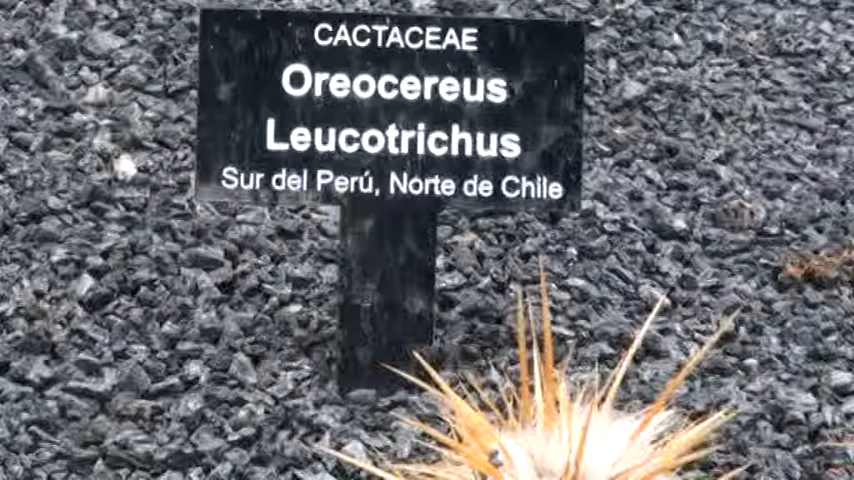 CACTACEAE
Oreocereus
Leucotrichus
Sur del Perú, Norte de Chile